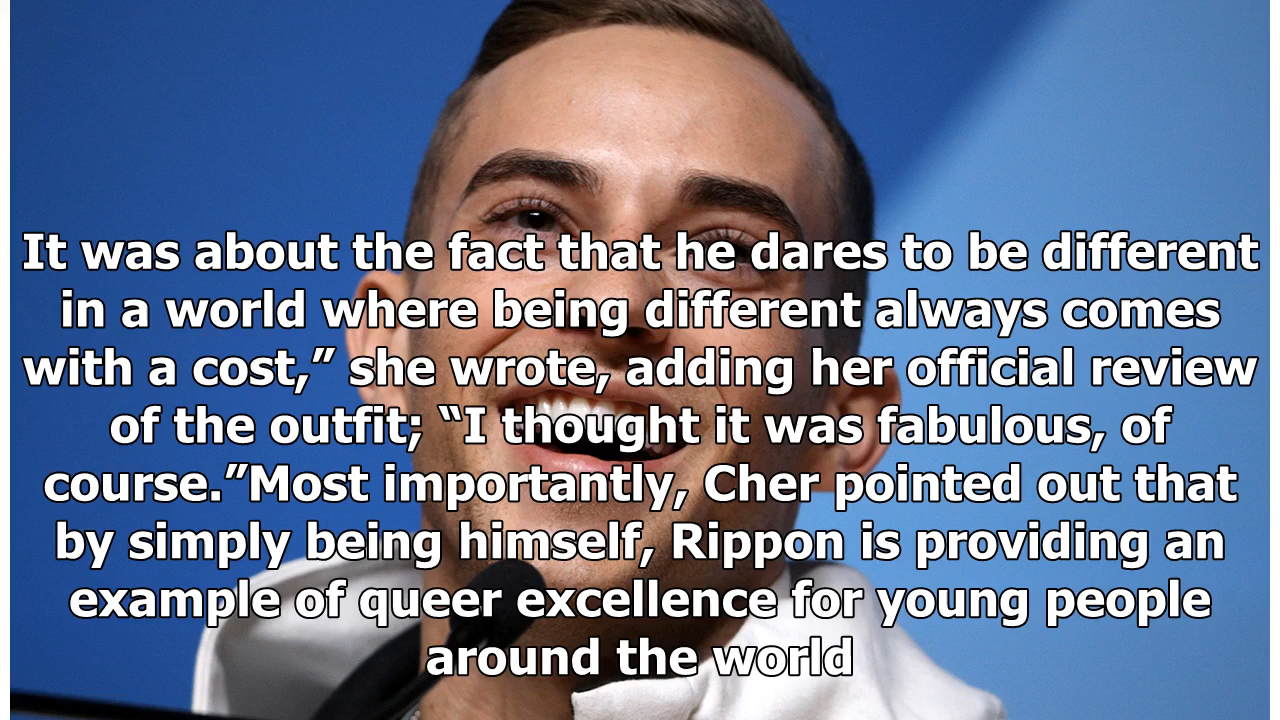 It was about the fact that he dares to be different
in a world where being different always comes
with a cost,” she wrote, adding her official review
of the outfit; “I thought it was fabulous, of
course.”Most importantly, Cher pointed out that
by simply being himself, Rippon is providing an
example of queer excellence for young people
around the world